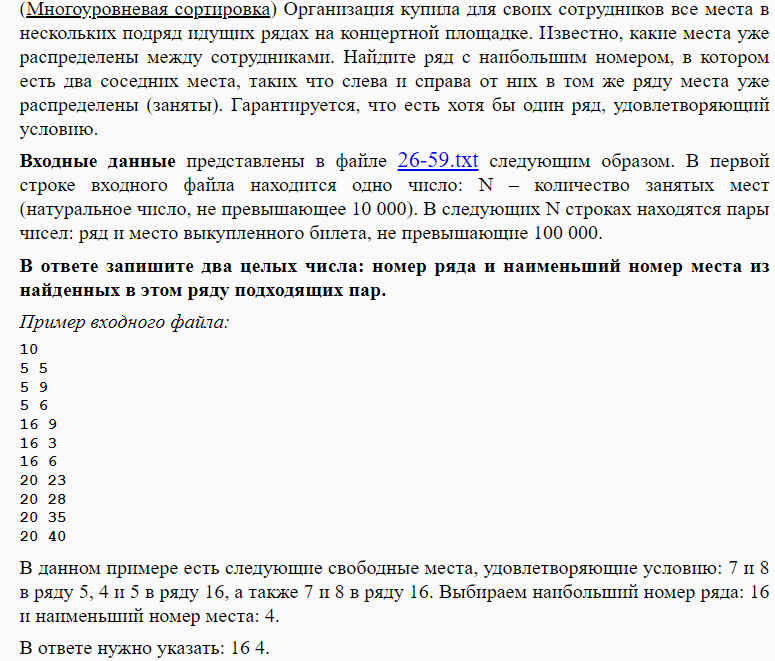 (Многоуровневая сортировка) Организация купила для своих сотрудников все места в
нескольких подряд идущих рядах на концертной площадке. Известно, какие места уже
распределены между сотрудниками. Найдите ряд с наибольшим номером, в котором
есть два соседних места, таких что слева и справа от них в том же ряду места уже
распределены (заняты). Гарантируется, что есть хотя бы один ряд, удовлетворяющий
условию.
Входные данные представлены в файле 26-59.txt следующим образом. В первой
строке входного файла находится одно число: N – количество занятых мест
(натуральное число, не превышающее 10 000). В следующих N строках находятся пары
чисел: ряд и место выкупленного билета, не превышающие 100 000.
В ответе запишите два целых числа: номер ряда и наименьший номер места из
найденных в этом ряду подходящих пар.
Пример входного файла:
10
5 5
5 9
5 6
16 9
16 3
16 6
20 23
20 28
20 35
20 40
В данном примере есть следующие свободные места, удовлетворяющие условию: 7 и 8
в ряду 5, 4 и 5 в ряду 16, а также 7 и 8 в ряду 16. Выбираем наибольший номер ряда: 16
и наименьший номер места: 4.
В ответе нужно указать: 16 4.